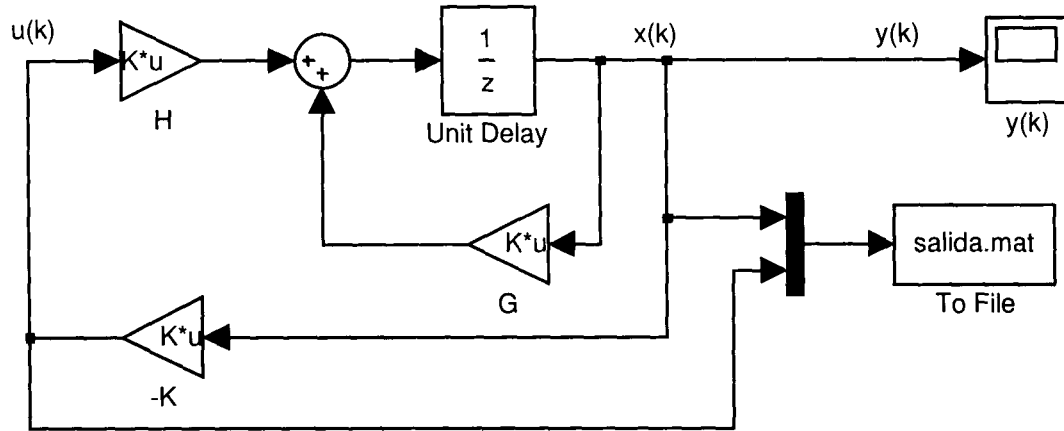 u(k)
K*u
H
+
+
1
z
Unit Delay
x(k)
y(k)
y(k)
K*u
G
salida.mat
To File
K*u
-K